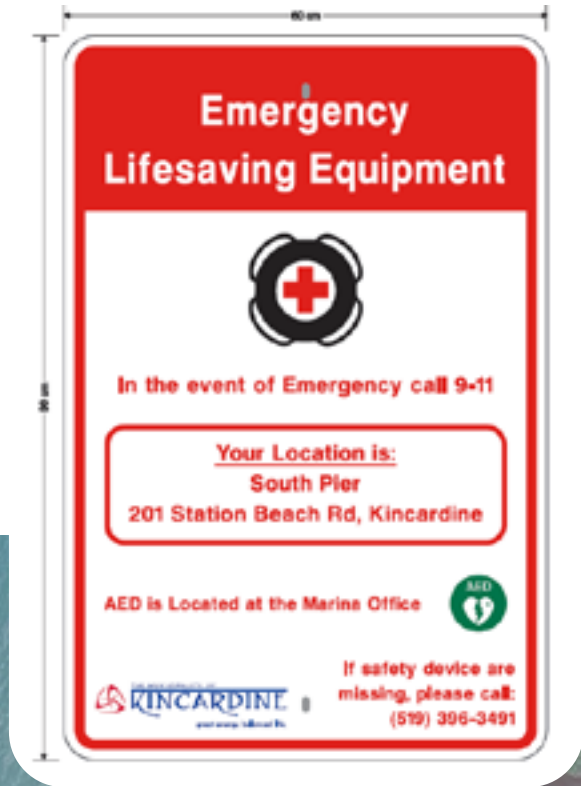 60 cm
Emergency
Lifesaving Equipment
In the event of Emergency call 9-11
Your Location is:
South Pier
201 Station Beach Rd, Kincardine
AED is Located at the Marina Office
AED
If safety device are
missing, please call:
(519) 396-3491
KINCARDINE